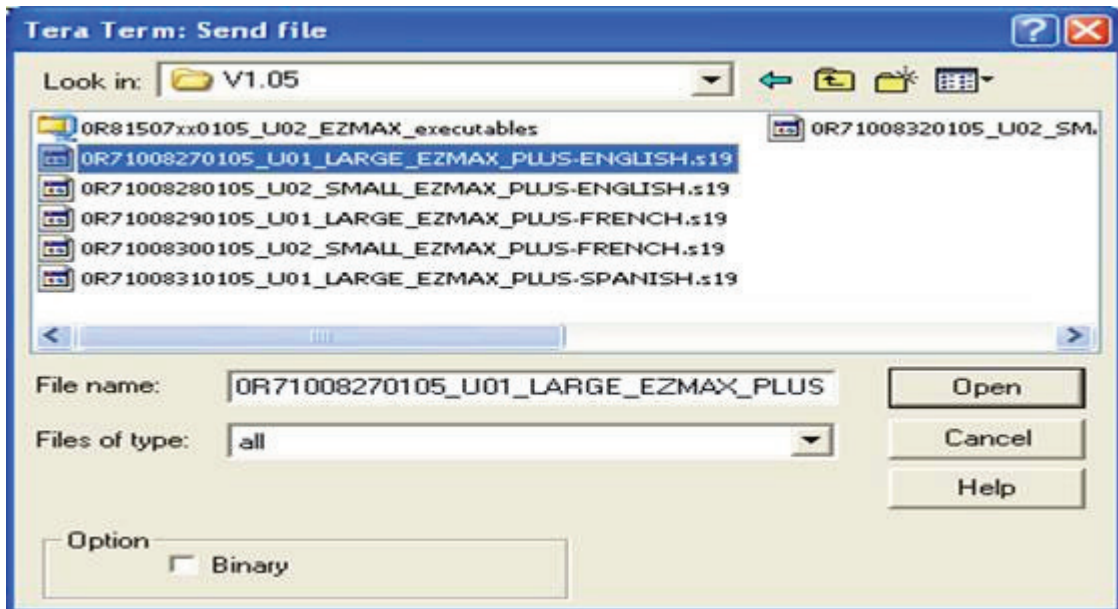 Tera Term: Send file
Look in: V1.05
0R81507xx0105_U02_EZMAX_executables
0R71008270105_U01_LARGE_EZMAX_PLUS-ENGLISH.s19
0R71008280105_U02_SMALL_EZMAX_PLUS-ENGLISH.s19
0R71008290105_U01_LARGE_EZMAX_PLUS-FRENCH.s19
0R71008300105_U02_SMALL_EZMAX_PLUS-FRENCH.s19
0R71008310105_U01_LARGE_EZMAX_PLUS-SPANISH.s19
0R71008320105_U02_SM
File name: 0R71008270105_U01_LARGE_EZMAX_PLUS
Open
Files of type: all
Cancel
Help
Option
Binary